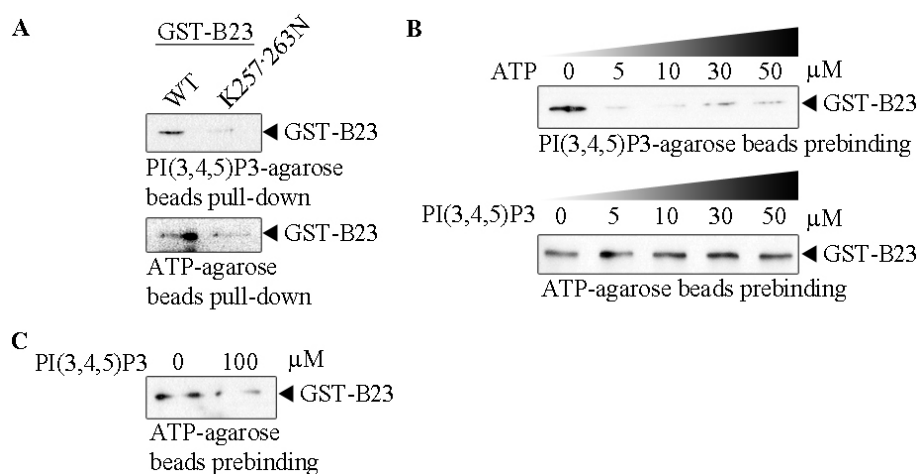 A
GST-B23
WT K257·263N
GST-B23
PI(3,4,5)P3-agarose
beads pull-down
GST-B23
ATP-agarose
beads pull-down
B
ATP 0 5 10 30 50 μM
GST-B23
PI(3,4,5)P3-agarose beads prebinding
PI(3,4,5)P3 0 5 10 30 50 μM
GST-B23
ATP-agarose beads prebinding
C
PI(3,4,5)P3 0 100 μM
GST-B23
ATP-agarose
beads prebinding